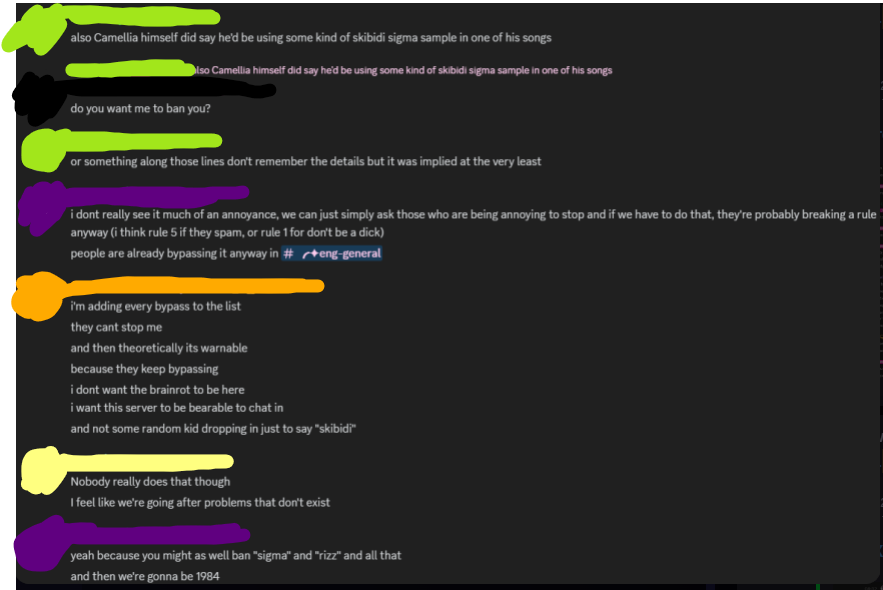 also Camellia himself did say he'd be using some kind of skibidi sigma sample in one of his songs
lso Camellia himself did say he'd be using some kind of skibidi sigma sample in one of his songs
do you want me to ban you?
or something along those lines don't remember the details but it was implied at the very least
i dont really see it much of an annoyance, we can just simply ask those who are being annoying to stop and if we have to do that, they're probably breaking a rule
anyway (i think rule 5 if they spam, or rule 1 for don't be a dick)
people are already bypassing it anyway in # eng-general
i'm adding every bypass to the list
they cant stop me
and then theoretically its warnable
because they keep bypassing
i dont want the brainrot to be here
i want this server to be bearable to chat in
and not some random kid dropping in just to say "skibidi"
Nobody really does that though
I feel like we're going after problems that don't exist
yeah because you might as well ban "sigma" and "rizz" and all that
and then we're gonna be 1984